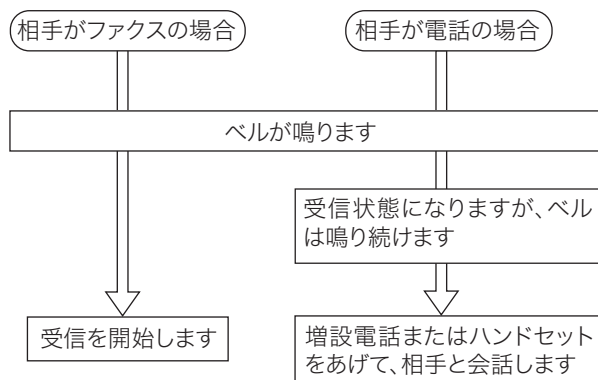 相手がファクスの場合
相手が電話の場合
ベルが鳴ります
受信状態になりますが、ベル
は鳴り続けます
受信を開始します
増設電話またはハンドセット
をあげて、相手と会話します